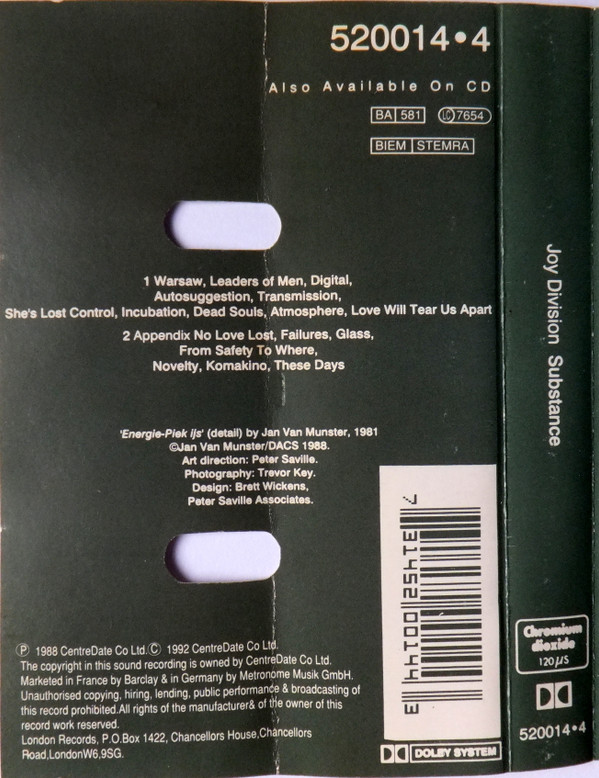 520014•4
Also Available On CD
BA 581 LC 7654
BIEM STEMRA
1 Warsaw, Leaders of Men, Digital,
Autosuggestion, Transmission,
She's Lost Control, Incubation, Dead Souls, Atmosphere, Love Will Tear Us Apart
2 Appendix No Love Lost, Failures, Glass,
From Safety To Where,
Novelty, Komakino, These Days
'Energie-Piek ijs' (detail) by Jan Van Munster, 1981
©Jan Van Munster/DACS 1988.
Art direction: Peter Saville.
Photography: Trevor Key.
Design: Brett Wickens,
Peter Saville Associates.
℗ 1988 CentreDate Co Ltd.© 1992 CentreDate Co Ltd.
The copyright in this sound recording is owned by CentreDate Co Ltd.
Marketed in France by Barclay & in Germany by Metronome Musik GmbH.
Unauthorised copying, hiring, lending, public performance & broadcasting of
this record prohibited.All rights of the manufacturer& of the owner of this
record work reserved.
London Records, P.O.Box 1422, Chancellors House,Chancellors
Road,LondonW6,9SG.
DOLBY SYSTEM
Joy Division Substance
Chromium
dioxide
120 µS
520014•4